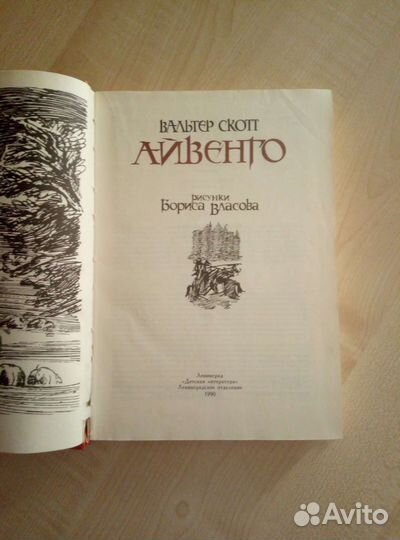 ВАЛЬТЕР СКОТТ
АЙВЕНГО
РИСУНКИ
БОРИСА ВЛАСОВА
Ленинград
«Детская литература»
Ленинградское отделение
1990
Avito